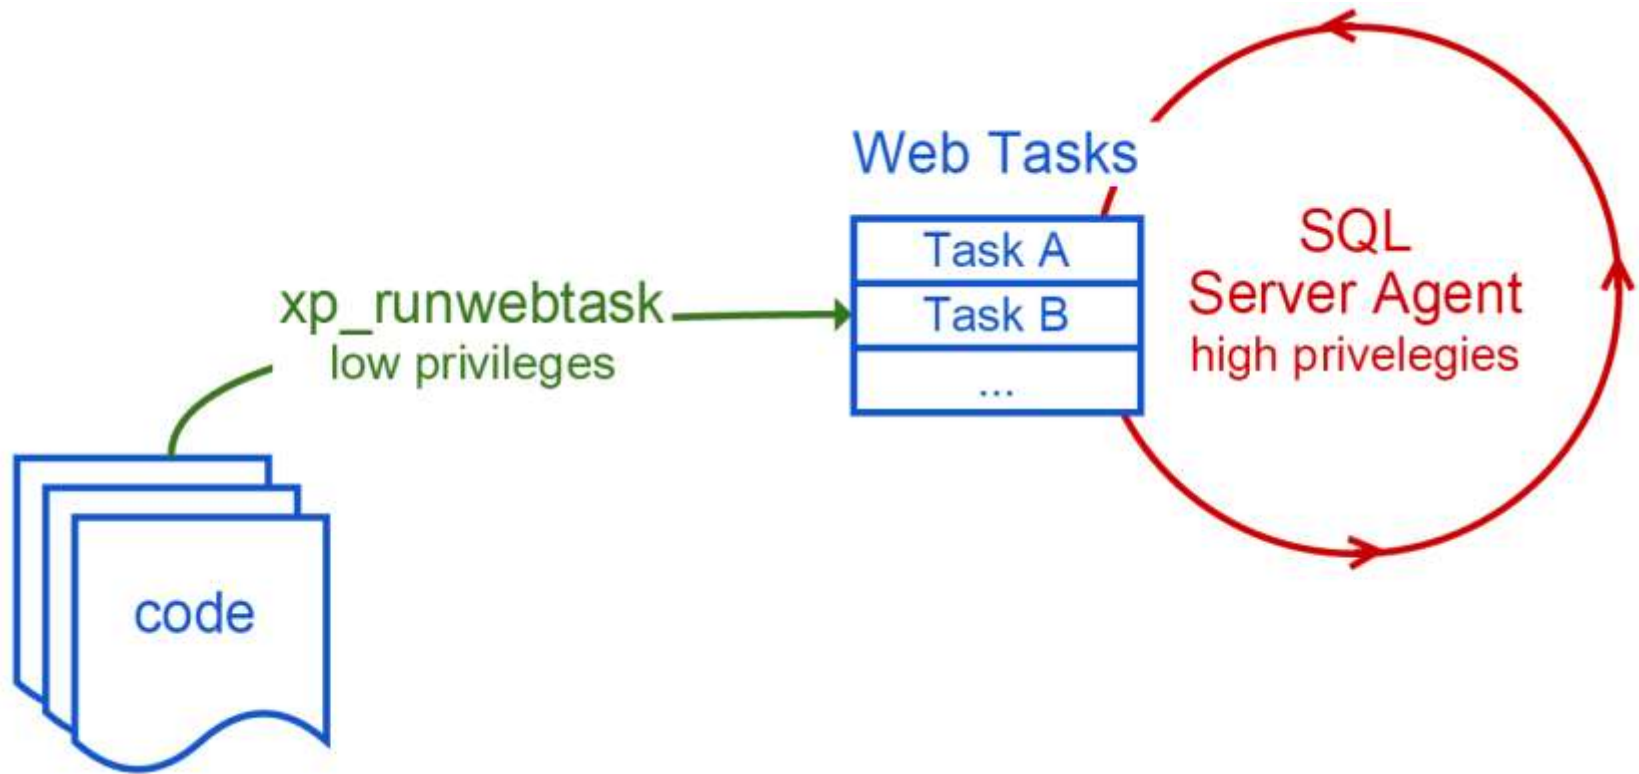 Web Tasks
Task A
Task B
...
xp_runwebtask
low privileges
SQL
Server Agent
high privelegies
code